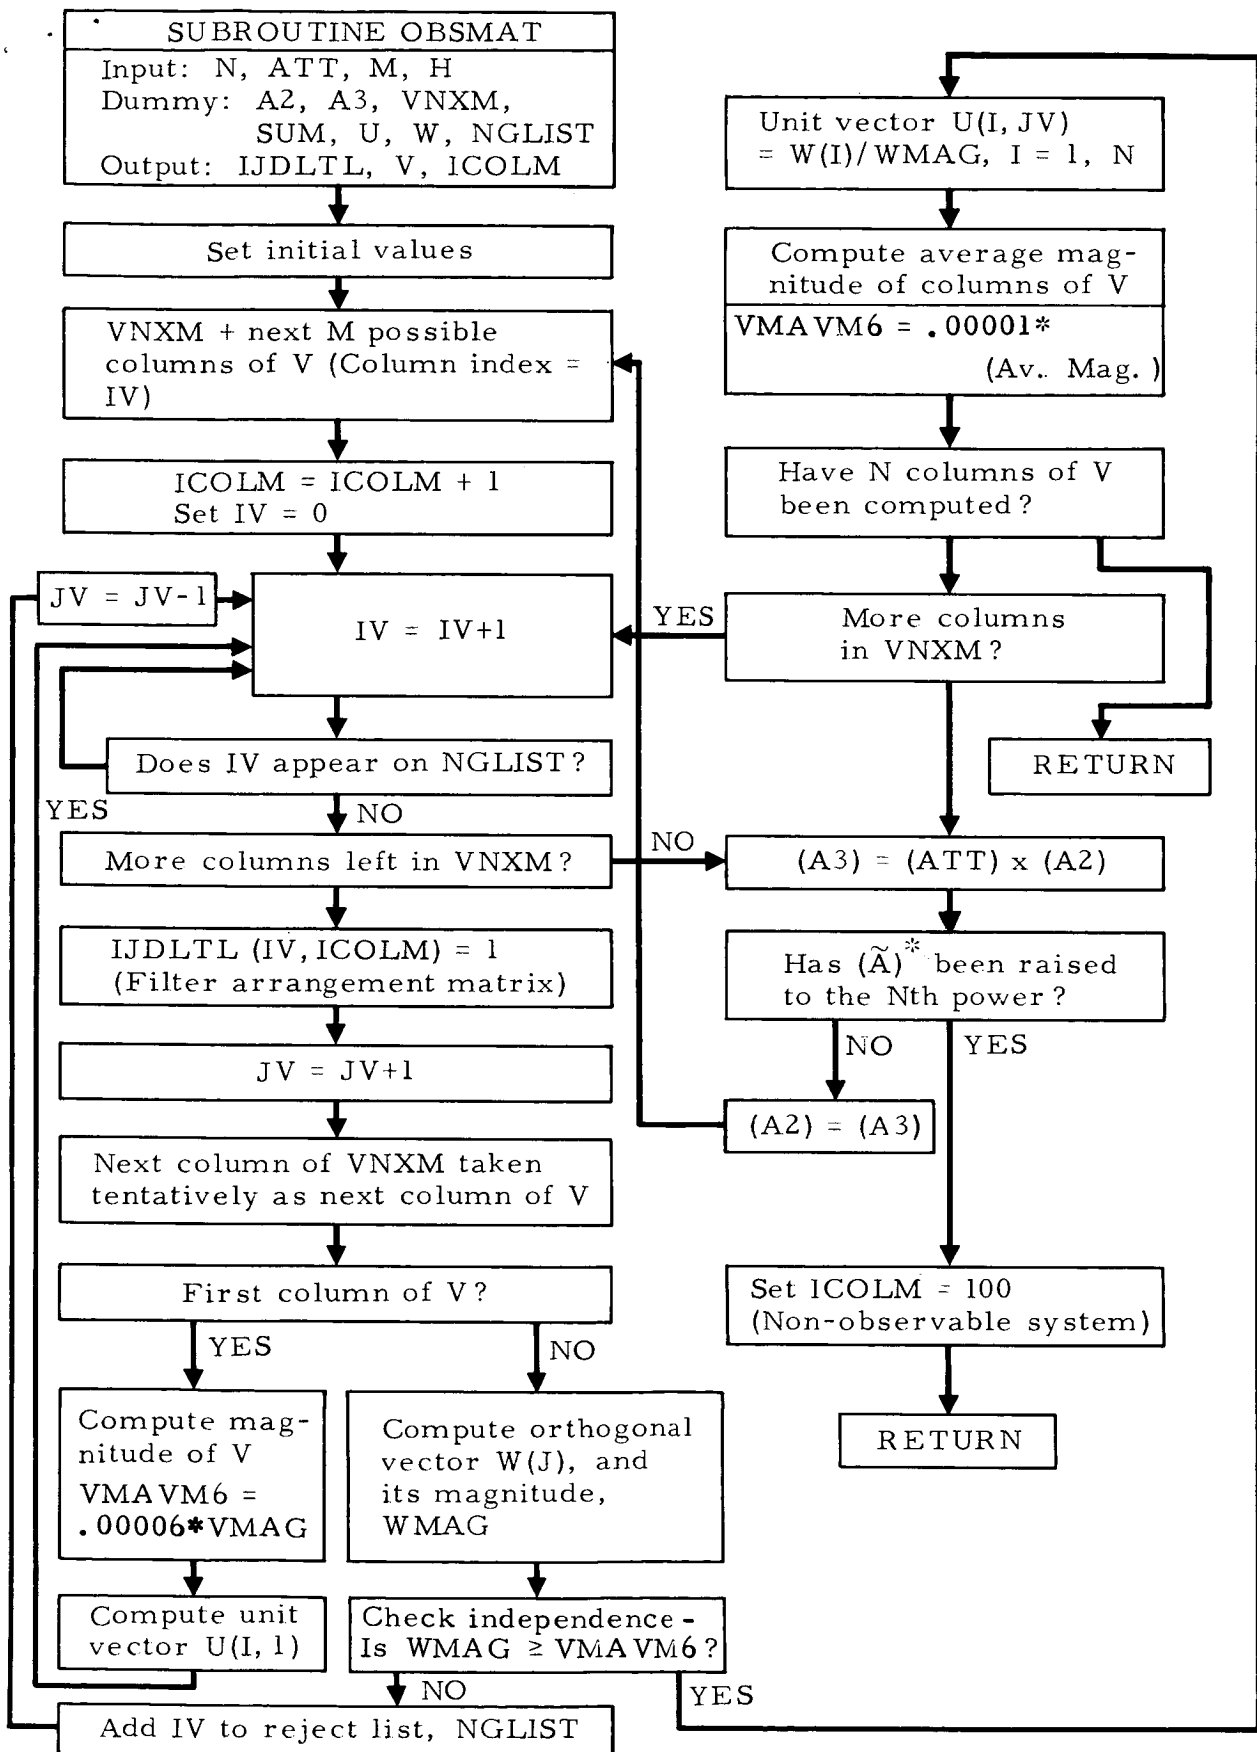 SUBROUTINE OBSMAT
Input: N, ATT, M, H
Dummy: A2, A3, VNXM,
SUM, U, W, NGLIST
Output: IJDLTL, V, ICOLM
Set initial values
VNXM + next M possible
columns of V (Column index =
IV)
ICOLM = ICOLM + 1
Set IV = 0
JV = JV-1
IV = IV+1
Does IV appear on NGLIST?
YES
NO
More columns left in VNXM?
NO
IJDLTL (IV, ICOLM) = 1
(Filter arrangement matrix)
JV = JV+1
Next column of VNXM taken
tentatively as next column of V
First column of V?
YES
NO
Compute mag-
nitude of V
VMAVM6 =
.00006*VMAG
Compute unit
vector U(I, 1)
Compute orthogonal
vector W(J), and
its magnitude,
WMAG
Check independence -
Is WMAG ≥ VMAVM6?
NO
YES
Add IV to reject list, NGLIST
Unit vector U(I, JV)
= W(I)/WMAG, I = 1, N
Compute average mag-
nitude of columns of V
VMAVM6 = .00001*
(Av. Mag.)
Have N columns of V
been computed?
YES
More columns
in VNXM?
RETURN
(A3) = (ATT) x (A2)
Has (Ã)* been raised
to the Nth power?
NO
YES
(A2) = (A3)
Set ICOLM = 100
(Non-observable system)
RETURN